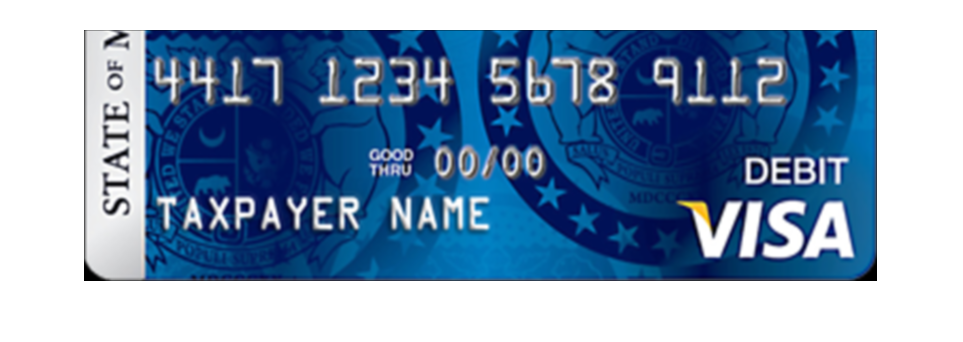 STATE OF M
4417 1234 5678 9112
GOOD
THRU 00/00
DEBIT
TAXPAYER NAME
VISA